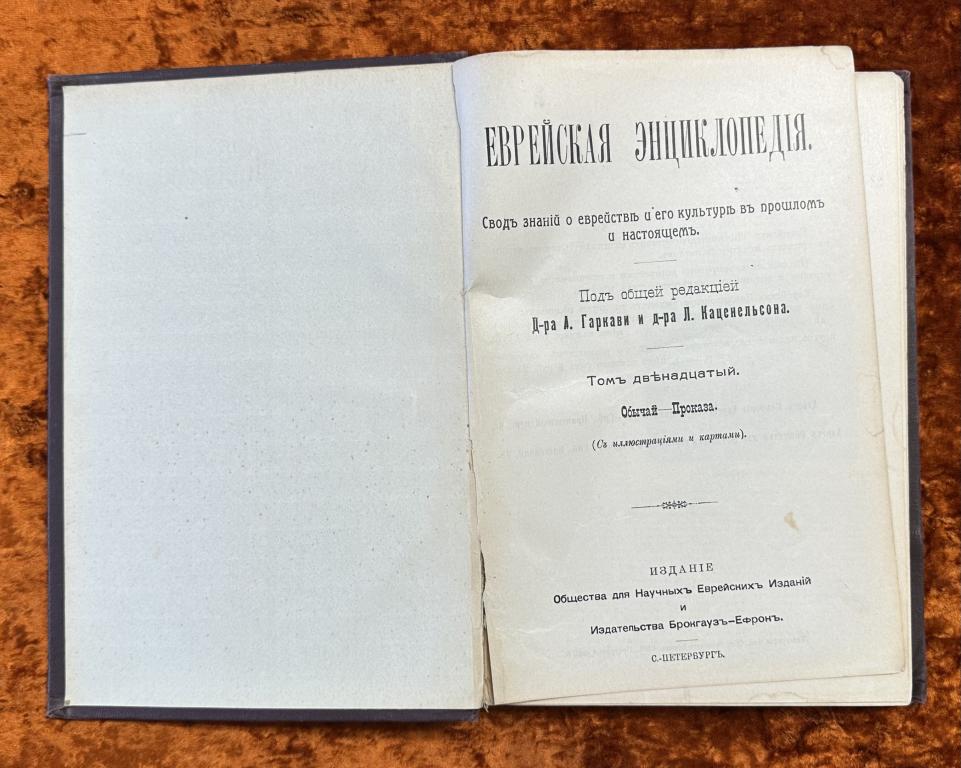 ЕВРЕЙСКАЯ ЭНЦИКЛОПЕДІЯ.
Сводъ знаній о еврействѣ и его культурѣ въ прошломъ
и настоящемъ.
Подъ общей редакціей
Д-ра А. Гаркави и д-ра Л. Каценельсона.
Томъ двѣнадцатый.
Обычай—Проказа.
(Съ иллюстраціями и картами).
ИЗДАНІЕ
Общества для Научныхъ Еврейскихъ Изданій
и
Издательства Брокгаузъ-Ефронъ.
С.-ПЕТЕРБУРГЪ.